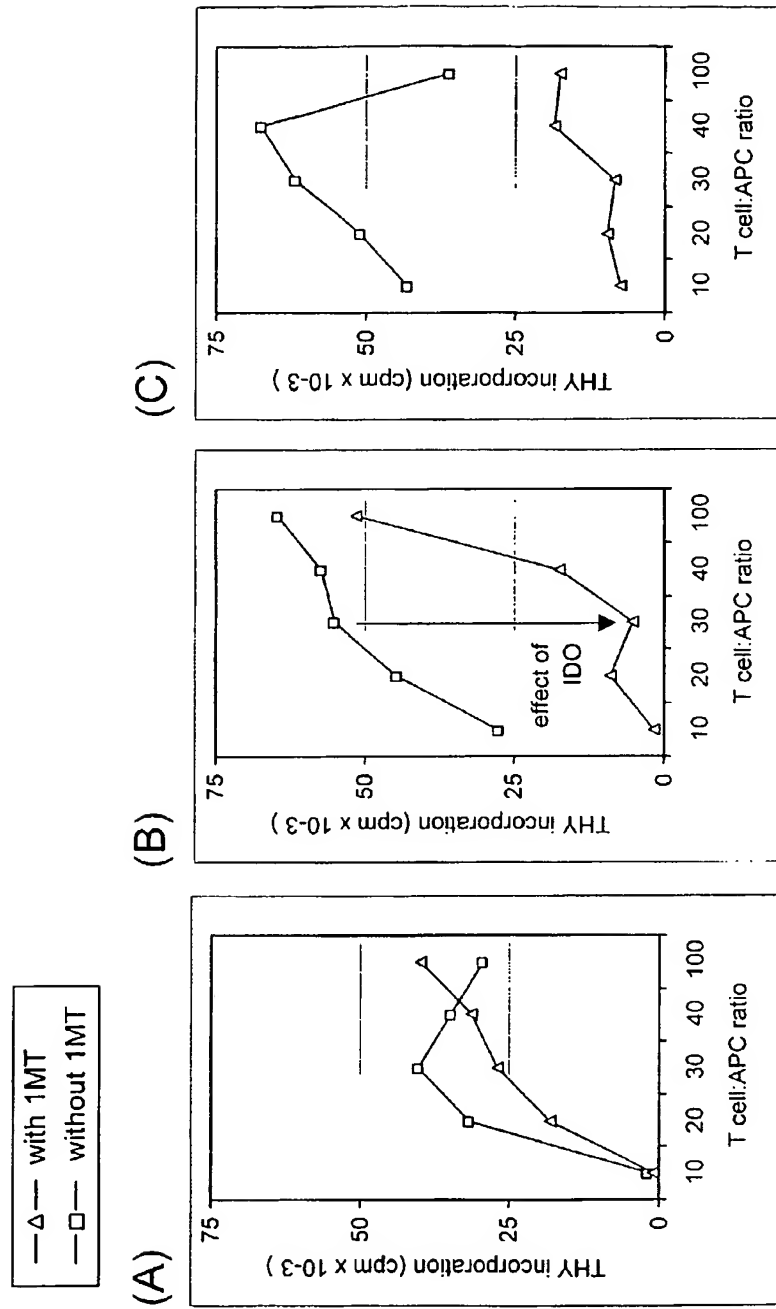 with 1MT
without 1MT
(A)
75
50
25
0
THY incorporation (cpm x 10-3 )
10 20 30 40 100
T cell:APC ratio
(B)
75
50
25
0
THY incorporation (cpm x 10-3 )
effect of
IDO
10 20 30 40 100
T cell:APC ratio
(C)
75
50
25
0
THY incorporation (cpm x 10-3 )
10 20 30 40 100
T cell:APC ratio